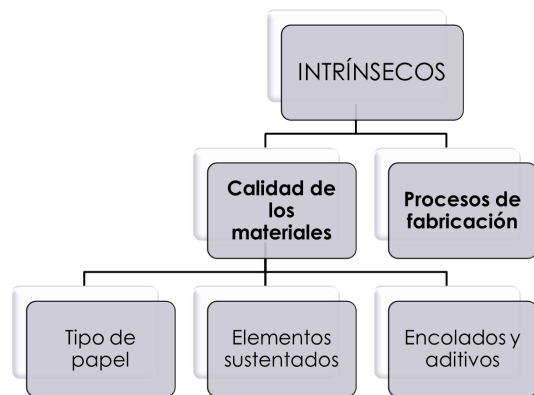 INTRÍNSECOS
Calidad de
los
materiales
Procesos de
fabricación
Tipo de
papel
Elementos
sustentados
Encolados y
aditivos